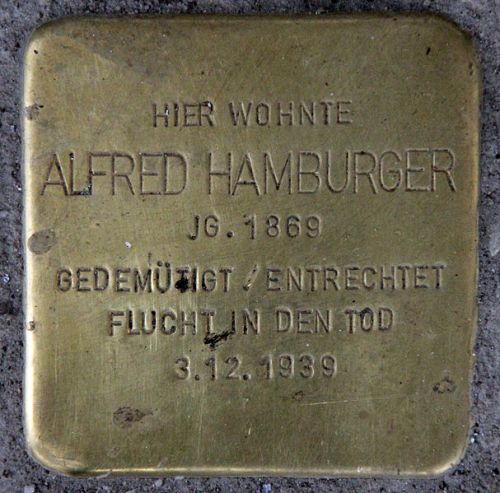 HIER WOHNTE
ALFRED HAMBURGER
JG. 1869
GEDEMÜTIGT / ENTRECHTET
FLUCHT IN DEN TOD
3.12.1939